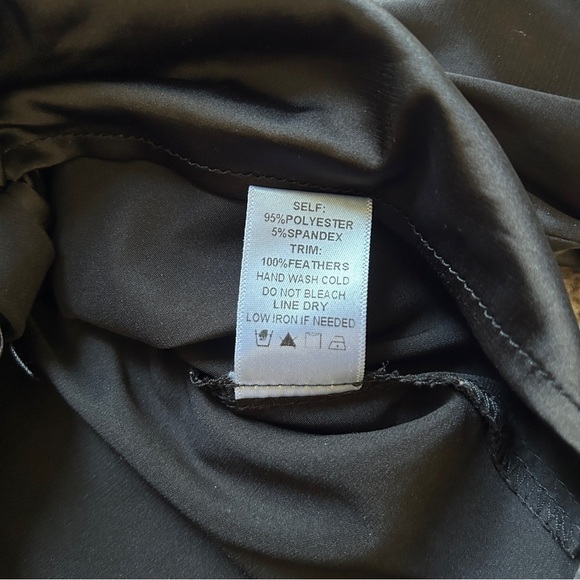 SELF:
95%POLYESTER
5%SPANDEX
TRIM:
100%FEATHERS
HAND WASH COLD
DO NOT BLEACH
LINE DRY
LOW IRON IF NEEDED